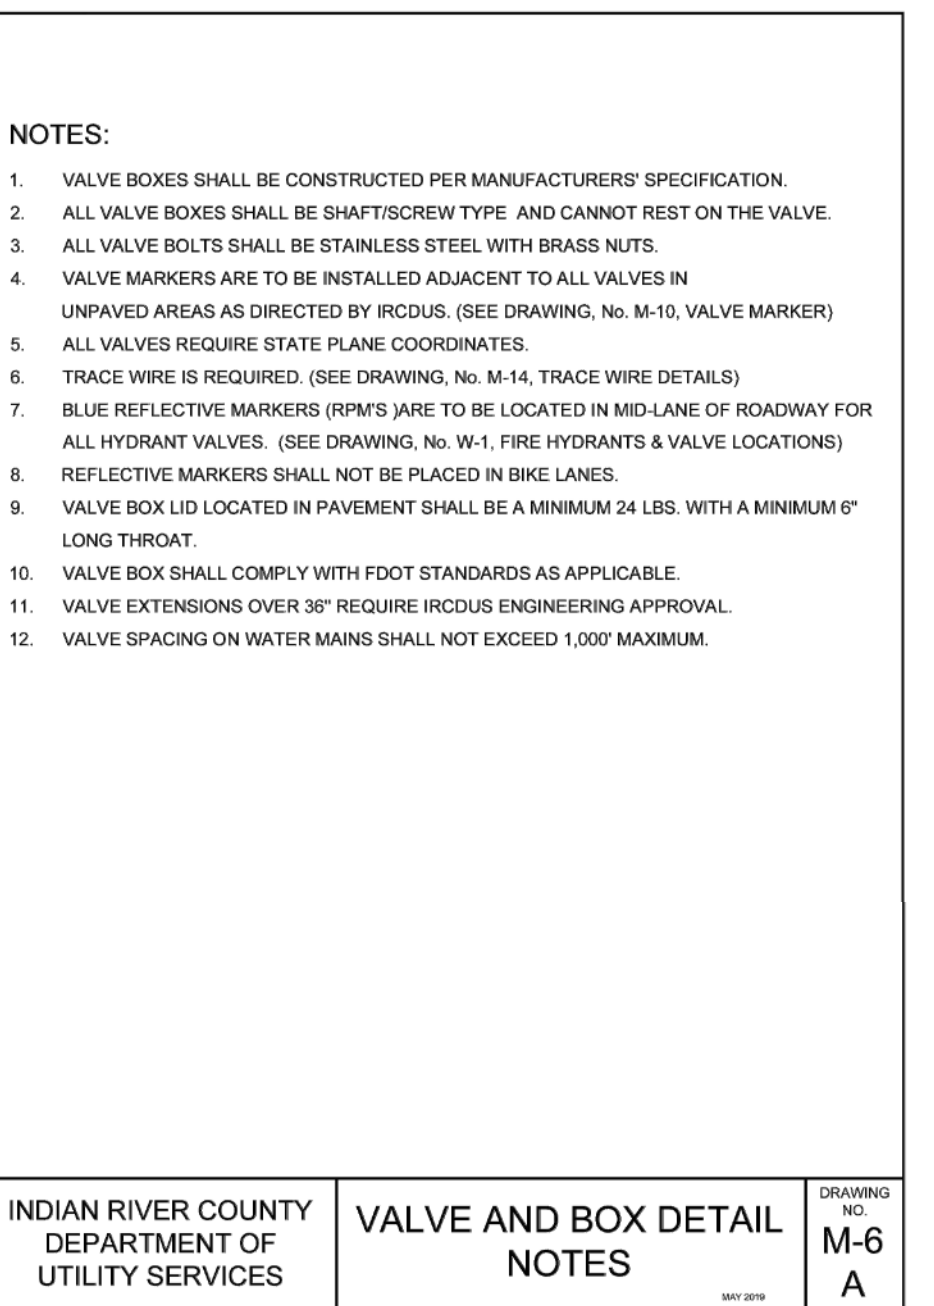 NOTES:
1. VALVE BOXES SHALL BE CONSTRUCTED PER MANUFACTURERS' SPECIFICATION.
2. ALL VALVE BOXES SHALL BE SHAFT/SCREW TYPE AND CANNOT REST ON THE VALVE.
3. ALL VALVE BOLTS SHALL BE STAINLESS STEEL WITH BRASS NUTS.
4. VALVE MARKERS ARE TO BE INSTALLED ADJACENT TO ALL VALVES IN
UNPAVED AREAS AS DIRECTED BY IRCDUS. (SEE DRAWING, No. M-10, VALVE MARKER)
5. ALL VALVES REQUIRE STATE PLANE COORDINATES.
6. TRACE WIRE IS REQUIRED. (SEE DRAWING, No. M-14, TRACE WIRE DETAILS)
7. BLUE REFLECTIVE MARKERS (RPM'S )ARE TO BE LOCATED IN MID-LANE OF ROADWAY FOR
ALL HYDRANT VALVES. (SEE DRAWING, No. W-1, FIRE HYDRANTS & VALVE LOCATIONS)
8. REFLECTIVE MARKERS SHALL NOT BE PLACED IN BIKE LANES.
9. VALVE BOX LID LOCATED IN PAVEMENT SHALL BE A MINIMUM 24 LBS. WITH A MINIMUM 6"
LONG THROAT.
10. VALVE BOX SHALL COMPLY WITH FDOT STANDARDS AS APPLICABLE.
11. VALVE EXTENSIONS OVER 36" REQUIRE IRCDUS ENGINEERING APPROVAL.
12. VALVE SPACING ON WATER MAINS SHALL NOT EXCEED 1,000' MAXIMUM.
INDIAN RIVER COUNTY
DEPARTMENT OF
UTILITY SERVICES
VALVE AND BOX DETAIL
NOTES
MAY 2019
DRAWING
NO.
M-6
A